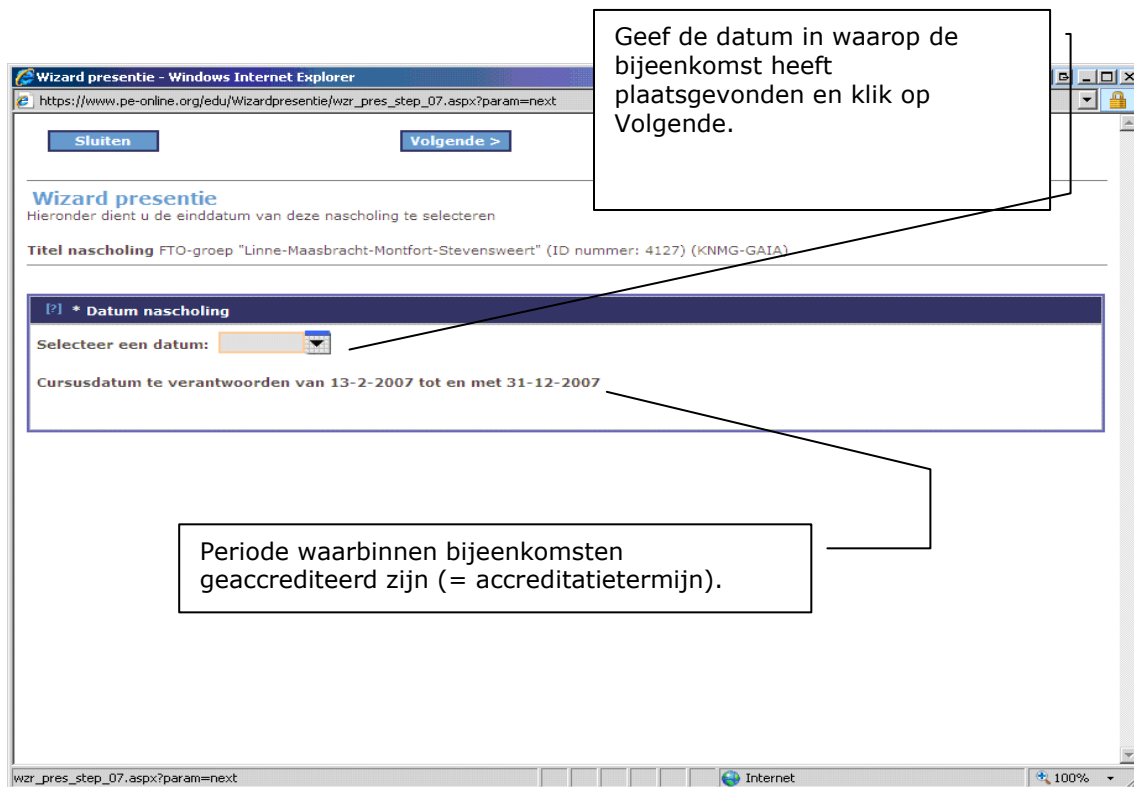 Geef de datum in waarop de
bijeenkomst heeft
plaatsgevonden en klik op
Volgende.
Wizard presentie - Windows Internet Explorer
https://www.pe-online.org/edu/Wizardpresentie/wzr_pres_step_07.aspx?param=next
Sluiten
Volgende >
Wizard presentie
Hieronder dient u de einddatum van deze nascholing te selecteren
Titel nascholing FTO-groep "Linne-Maasbracht-Montfort-Stevensweert" (ID nummer: 4127) (KNMG-GAIA)
[?] * Datum nascholing
Selecteer een datum:
Cursusdatum te verantwoorden van 13-2-2007 tot en met 31-12-2007
Periode waarbinnen bijeenkomsten
geaccrediteerd zijn (= accreditatietermijn).
wzr_pres_step_07.aspx?param=next
Internet
100%